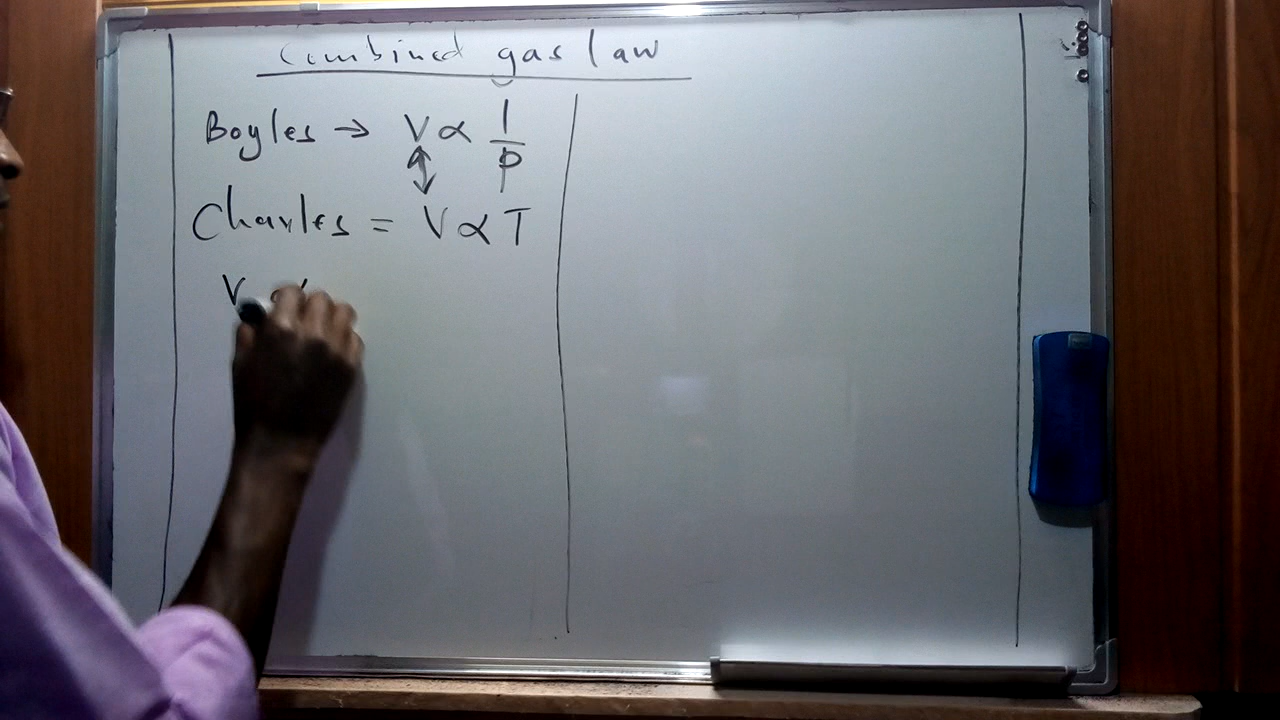 Combined gas law
Boyles → V ∝ 1/P
Charles = V ∝ T
V ∝